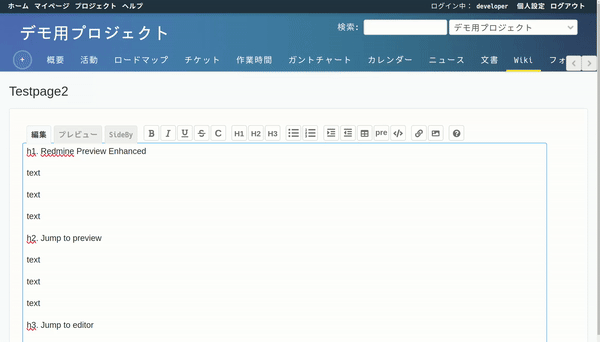 ホーム マイページ プロジェクト ヘルプ
ログイン中： developer 個人設定 ログアウト
デモ用プロジェクト
検索: デモ用プロジェクト
+ 概要 活動 ロードマップ チケット 作業時間 ガントチャート カレンダー ニュース 文書 Wiki フォ
Testpage2
編集 プレビュー SideBy B I U S C H1 H2 H3 pre
h1. Redmine Preview Enhanced
text
text
text
h2. Jump to preview
text
text
text
h3. Jump to editor